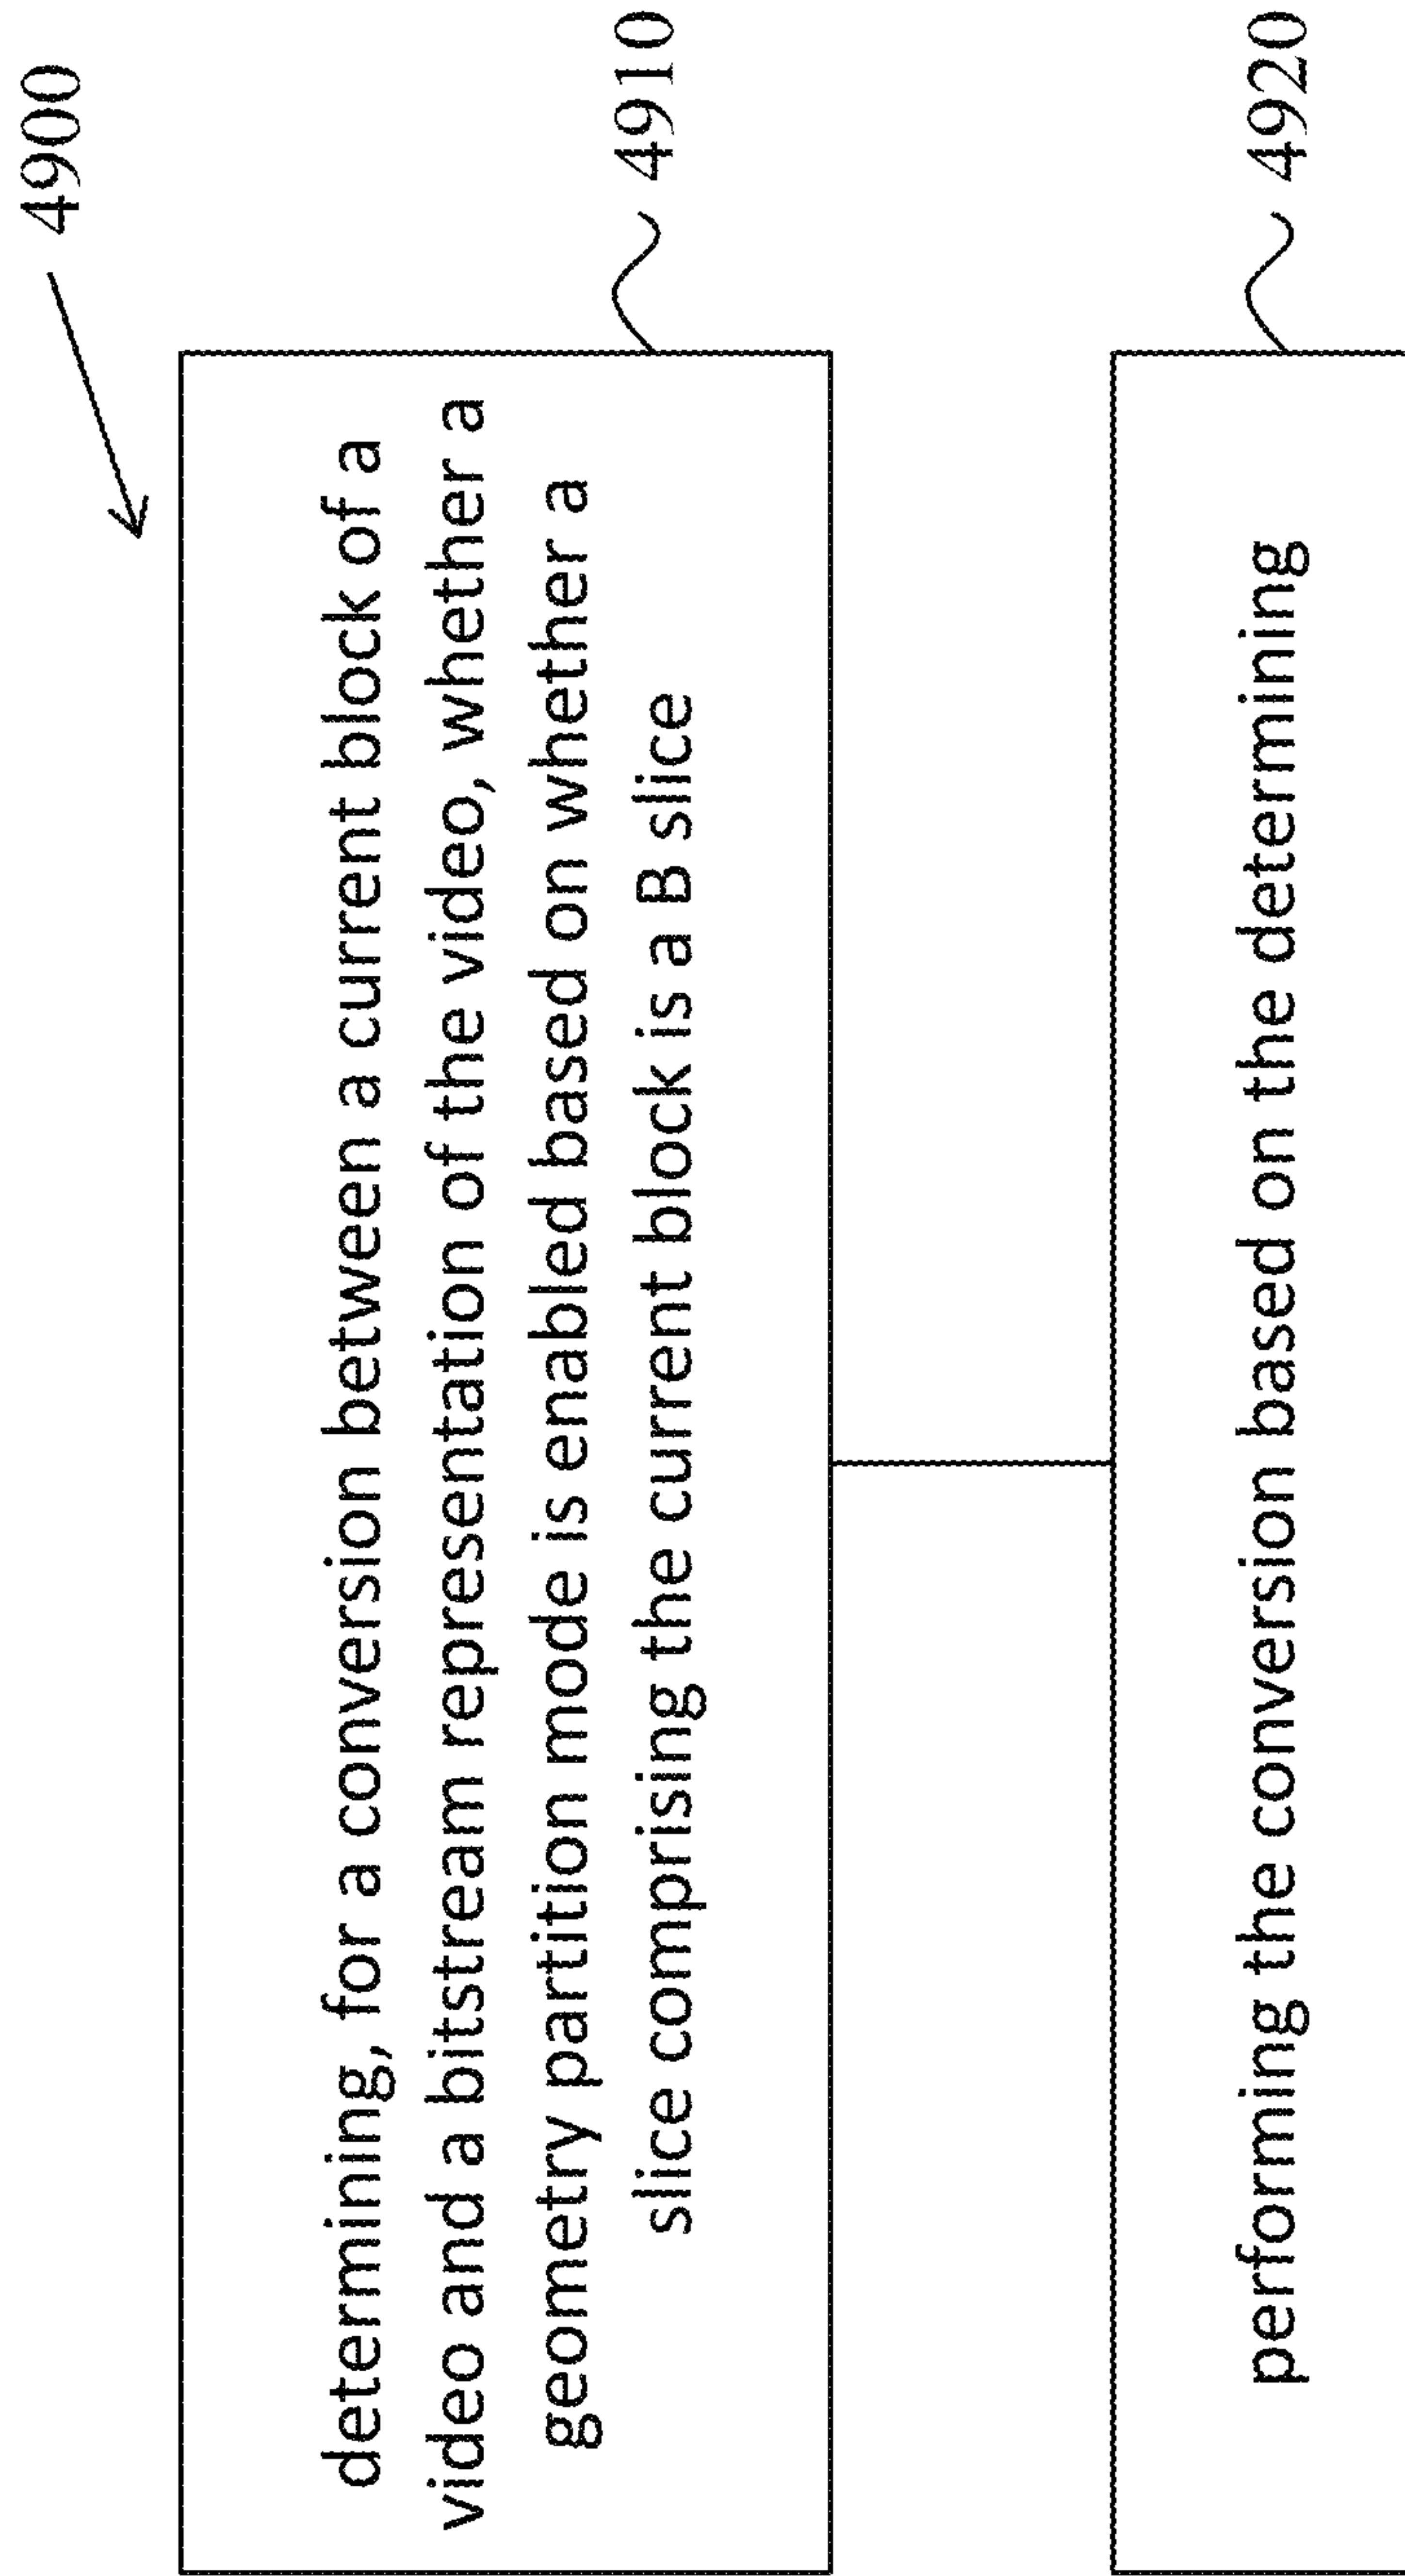 4900
determining, for a conversion between a current block of a
video and a bitstream representation of the video, whether a
geometry partition mode is enabled based on whether a
slice comprising the current block is a B slice
4910
performing the conversion based on the determining
4920